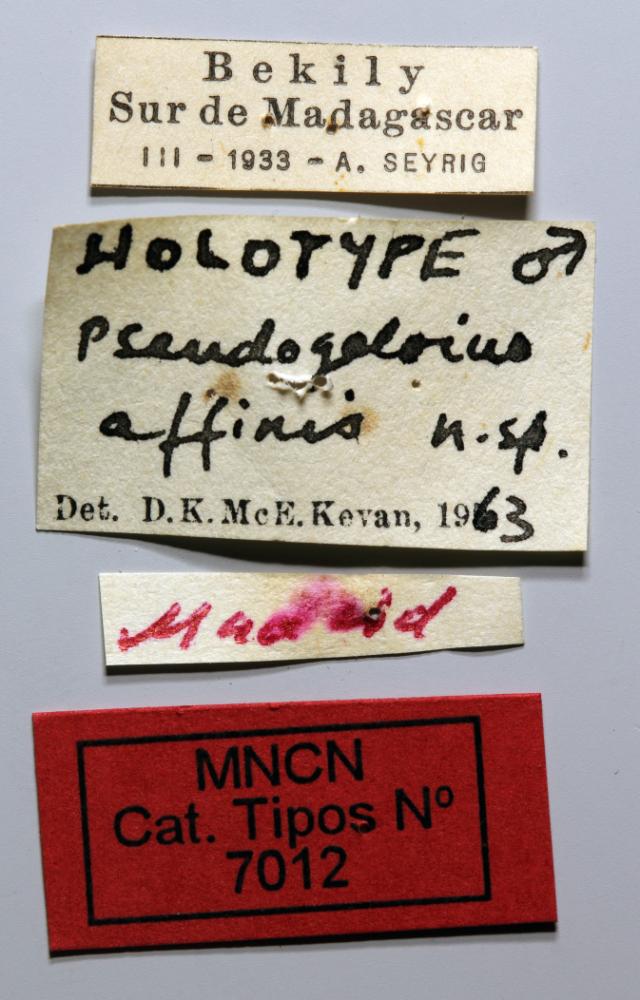 Bekily
Sur de Madagascar
III - 1933 - A. SEYRIG
HOLOTYPE ♂
Pseudogeloius
affinis n.sp.
Det. D.K. McE. Kevan, 1963
Madrid
MNCN
Cat. Tipos Nº
7012